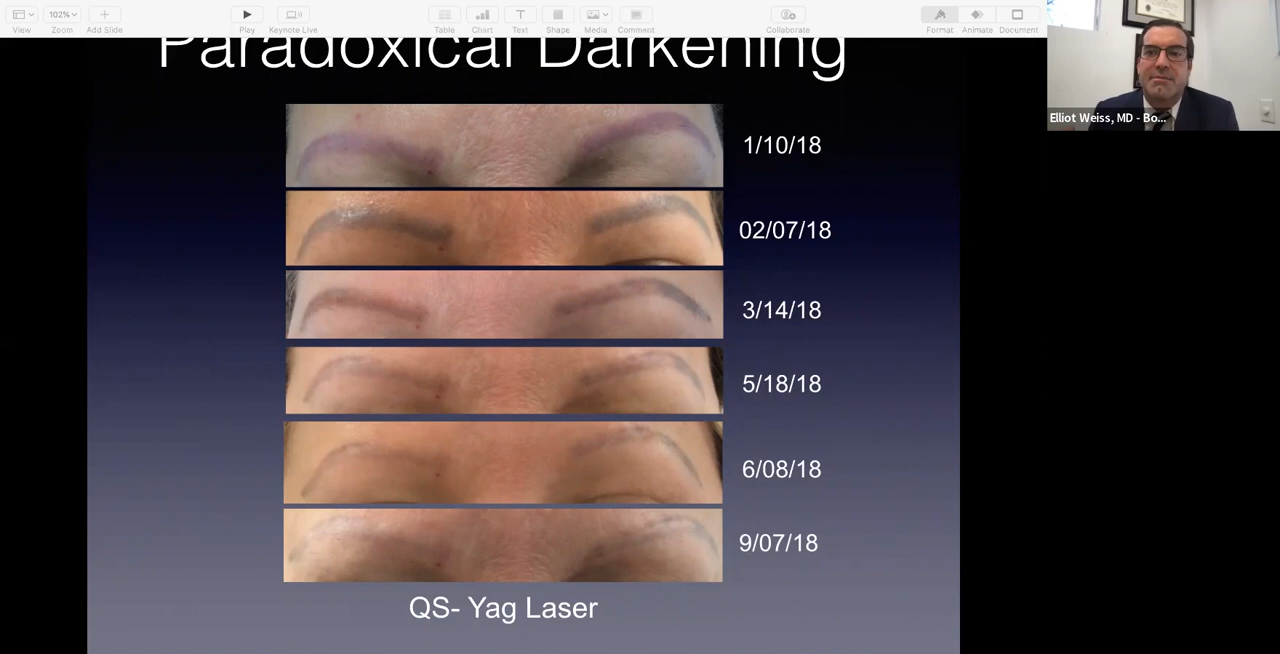 View
102%
Zoom
Add Slide
Play
Keynote Live
Table
Chart
Text
Shape
Media
Comment
Collaborate
Format
Animate
Document
Elliot Weiss, MD - Bo...
Paradoxical Darkening
1/10/18
02/07/18
3/14/18
5/18/18
6/08/18
9/07/18
QS- Yag Laser